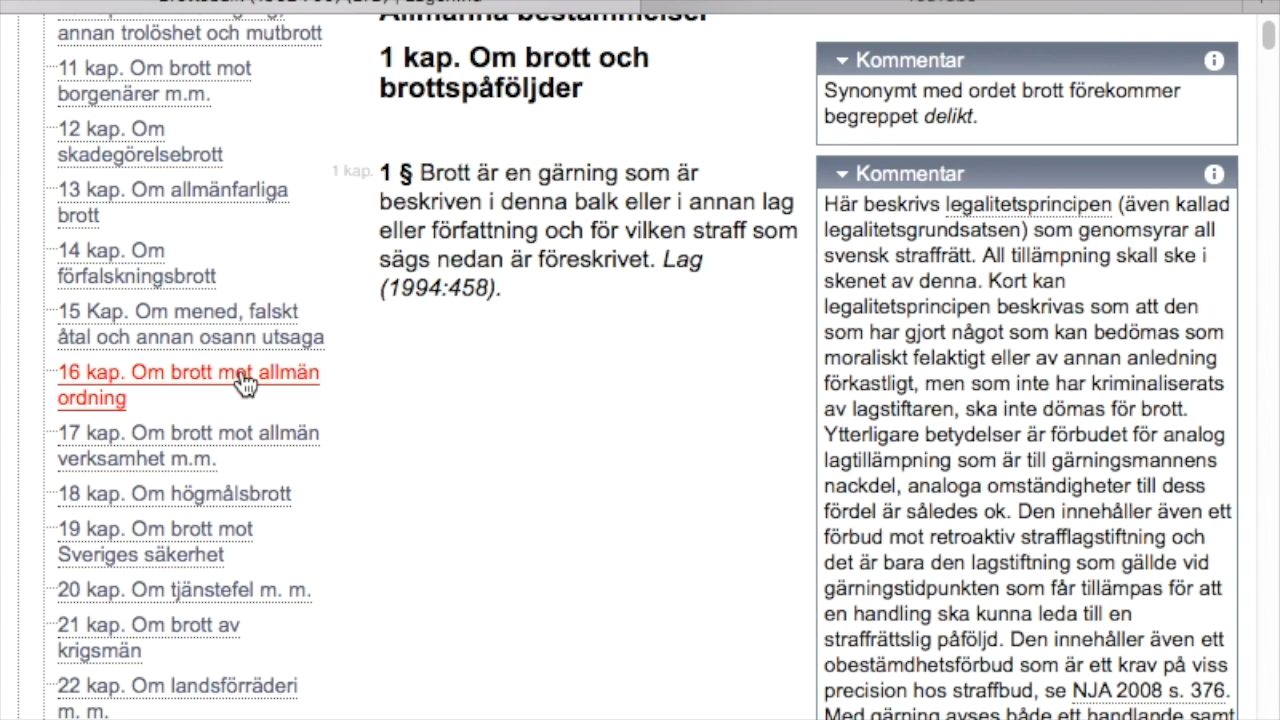 annan trolöshet och mutbrott
11 kap. Om brott mot
borgenärer m.m.
12 kap. Om
skadegörelsebrott
13 kap. Om allmänfarliga
brott
14 kap. Om
förfalskningsbrott
15 Kap. Om mened, falskt
åtal och annan osann utsaga
16 kap. Om brott mot allmän
ordning
17 kap. Om brott mot allmän
verksamhet m.m.
18 kap. Om högmålsbrott
19 kap. Om brott mot
Sveriges säkerhet
20 kap. Om tjänstefel m. m.
21 kap. Om brott av
krigsmän
22 kap. Om landsförräderi
m. m.
Allmänna bestämmelser
1 kap. Om brott och
brottspåföljder
1 kap.
1 § Brott är en gärning som är
beskriven i denna balk eller i annan lag
eller författning och för vilken straff som
sägs nedan är föreskrivet. Lag
(1994:458).
Kommentar
Synonymt med ordet brott förekommer
begreppet delikt.
Kommentar
Här beskrivs legalitetsprincipen (även kallad
legalitetsgrundsatsen) som genomsyrar all
svensk straffrätt. All tillämpning skall ske i
skenet av denna. Kort kan
legalitetsprincipen beskrivas som att den
som har gjort något som kan bedömas som
moraliskt felaktigt eller av annan anledning
förkastligt, men som inte har kriminaliserats
av lagstiftaren, ska inte dömas för brott.
Ytterligare betydelser är förbudet för analog
lagtillämpning som är till gärningsmannens
nackdel, analoga omständigheter till dess
fördel är således ok. Den innehåller även ett
förbud mot retroaktiv strafflagstiftning och
det är bara den lagstiftning som gällde vid
gärningstidpunkten som får tillämpas för att
en handling ska kunna leda till en
straffrättslig påföljd. Den innehåller även ett
obestämdhetsförbud som är ett krav på viss
precision hos straffbud, se NJA 2008 s. 376.
Med gärning avses både ett handlande samt